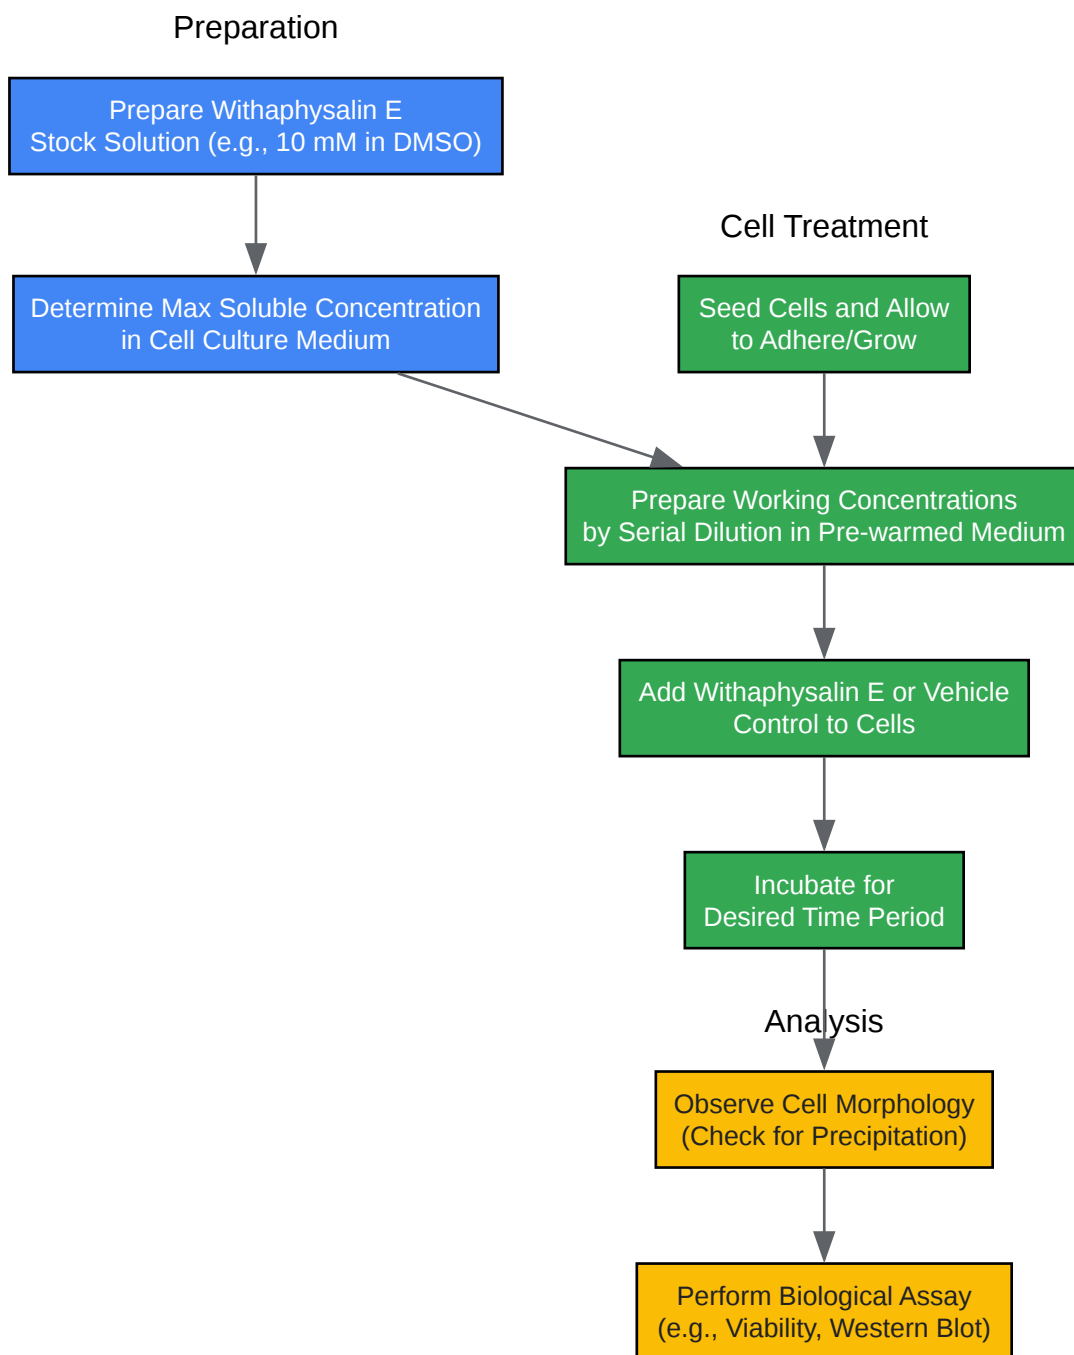 Preparation
Prepare Withaphysalin E
Stock Solution (e.g., 10 mM in DMSO)
Determine Max Soluble Concentration
in Cell Culture Medium
Cell Treatment
Seed Cells and Allow
to Adhere/Grow
Prepare Working Concentrations
by Serial Dilution in Pre-warmed Medium
Add Withaphysalin E or Vehicle
Control to Cells
Incubate for
Desired Time Period
Analysis
Observe Cell Morphology
(Check for Precipitation)
Perform Biological Assay
(e.g., Viability, Western Blot)